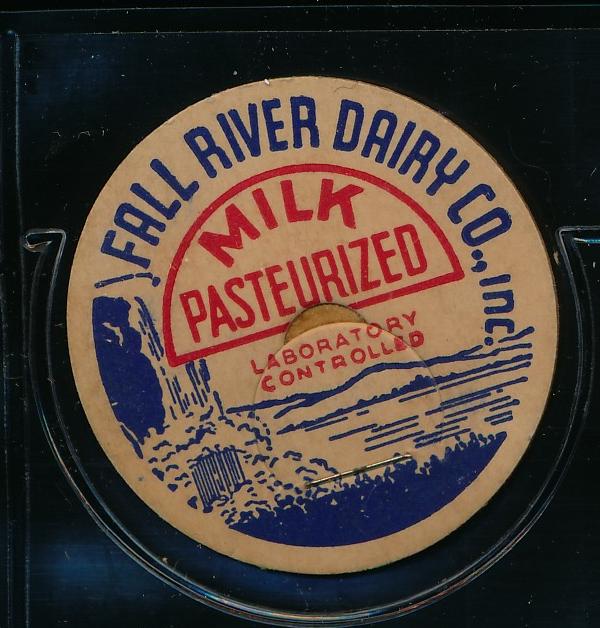 FALL RIVER DAIRY CO., Inc.
MILK
PASTEURIZED
LABORATORY
CONTROLLED